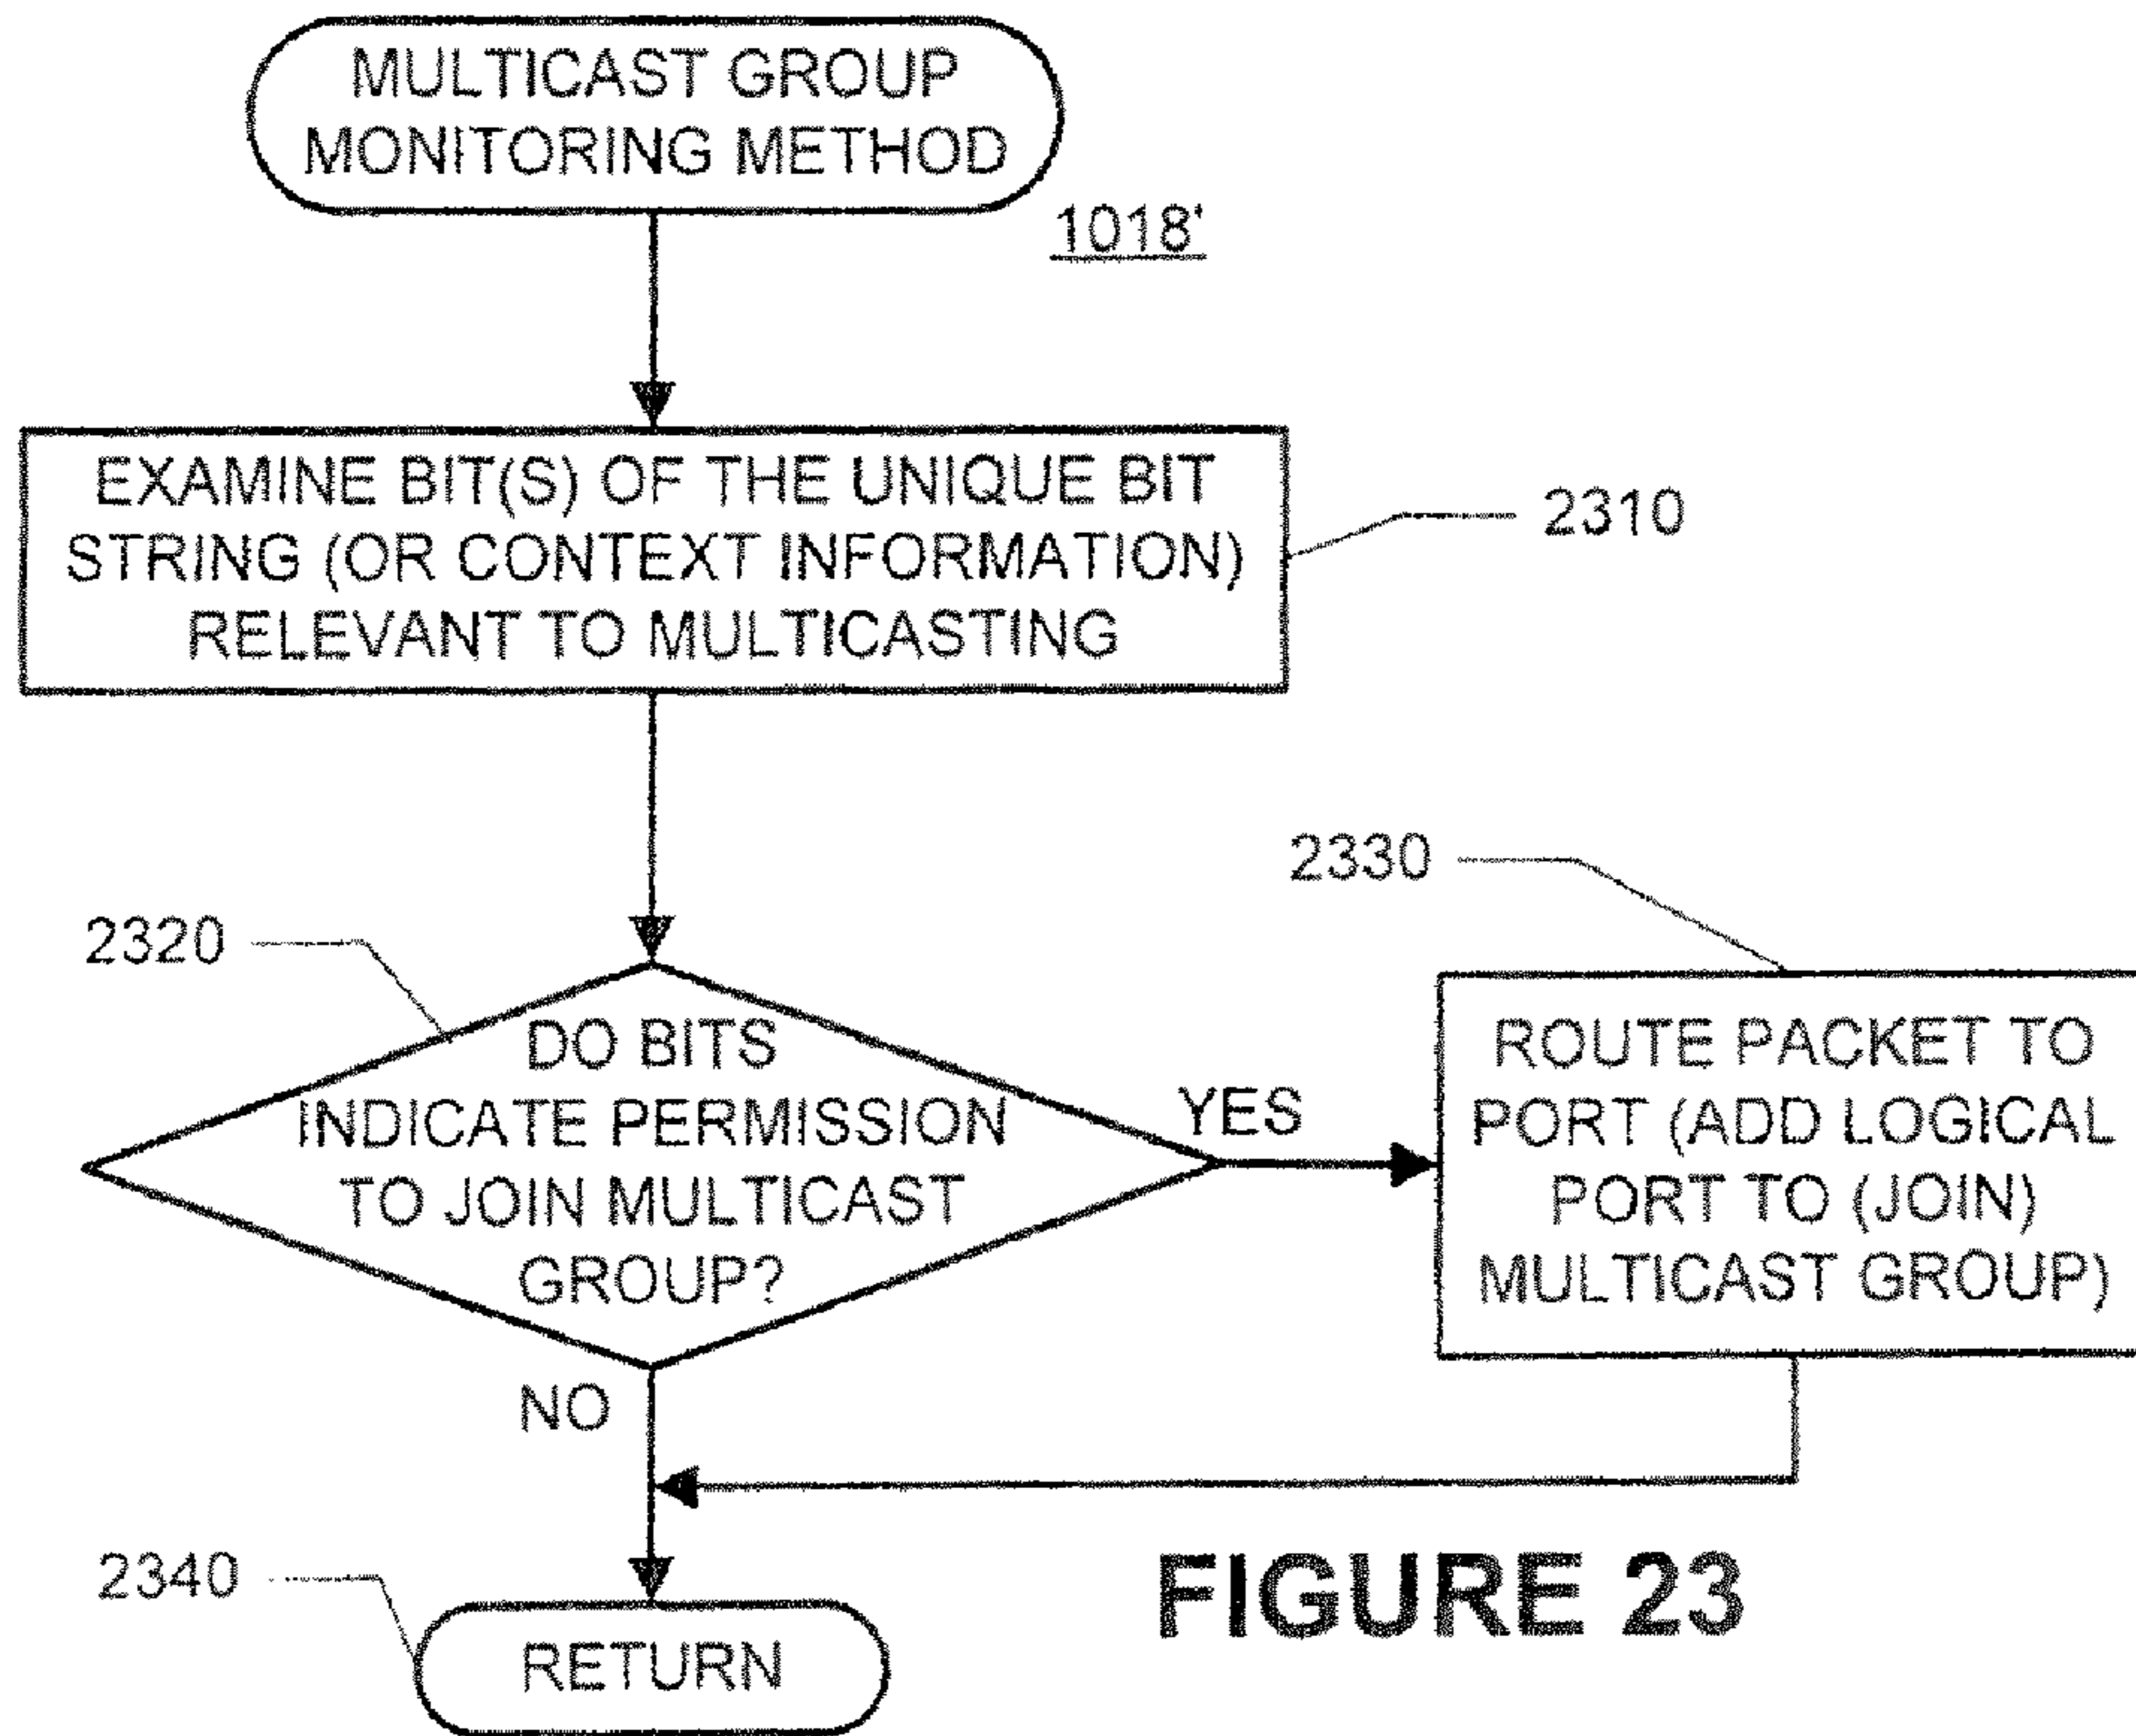 MULTICAST GROUP
MONITORING METHOD
1018'
EXAMINE BIT(S) OF THE UNIQUE BIT
STRING (OR CONTEXT INFORMATION)
RELEVANT TO MULTICASTING
2310
2320
DO BITS
INDICATE PERMISSION
TO JOIN MULTICAST
GROUP?
YES
NO
2330
ROUTE PACKET TO
PORT (ADD LOGICAL
PORT TO (JOIN)
MULTICAST GROUP)
2340
RETURN
FIGURE 23